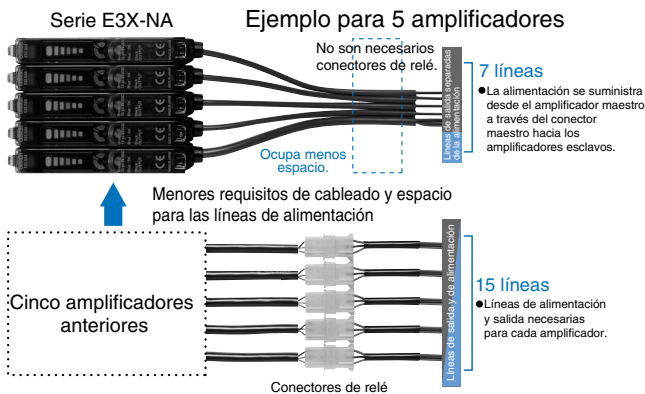 Serie E3X-NA
Ejemplo para 5 amplificadores
No son necesarios
conectores de relé.
Líneas de salida separadas
de la alimentación
7 líneas
●La alimentación se suministra
desde el amplificador maestro
a través del conector
maestro hacia los
amplificadores esclavos.
Ocupa menos
espacio.
Menores requisitos de cableado y espacio
para las líneas de alimentación
Cinco amplificadores
anteriores
Líneas de salida y de alimentación
15 líneas
●Líneas de alimentación
y salida necesarias
para cada amplificador.
Conectores de relé